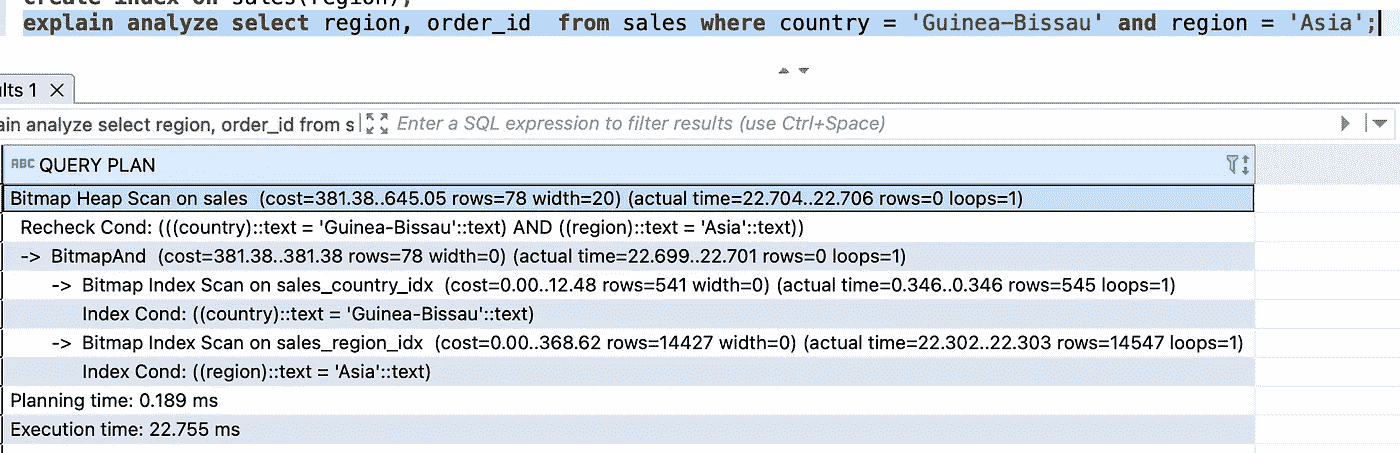 create index on sales(region);
explain analyze select region, order_id  from sales where country = 'Guinea-Bissau' and region = 'Asia';
ults 1
ain analyze select region, order_id from s
Enter a SQL expression to filter results (use Ctrl+Space)
ABC QUERY PLAN
Bitmap Heap Scan on sales  (cost=381.38..645.05 rows=78 width=20) (actual time=22.704..22.706 rows=0 loops=1)
Recheck Cond: (((country)::text = 'Guinea-Bissau'::text) AND ((region)::text = 'Asia'::text))
->  BitmapAnd  (cost=381.38..381.38 rows=78 width=0) (actual time=22.699..22.701 rows=0 loops=1)
->  Bitmap Index Scan on sales_country_idx  (cost=0.00..12.48 rows=541 width=0) (actual time=0.346..0.346 rows=545 loops=1)
Index Cond: ((country)::text = 'Guinea-Bissau'::text)
->  Bitmap Index Scan on sales_region_idx  (cost=0.00..368.62 rows=14427 width=0) (actual time=22.302..22.303 rows=14547 loops=1)
Index Cond: ((region)::text = 'Asia'::text)
Planning time: 0.189 ms
Execution time: 22.755 ms